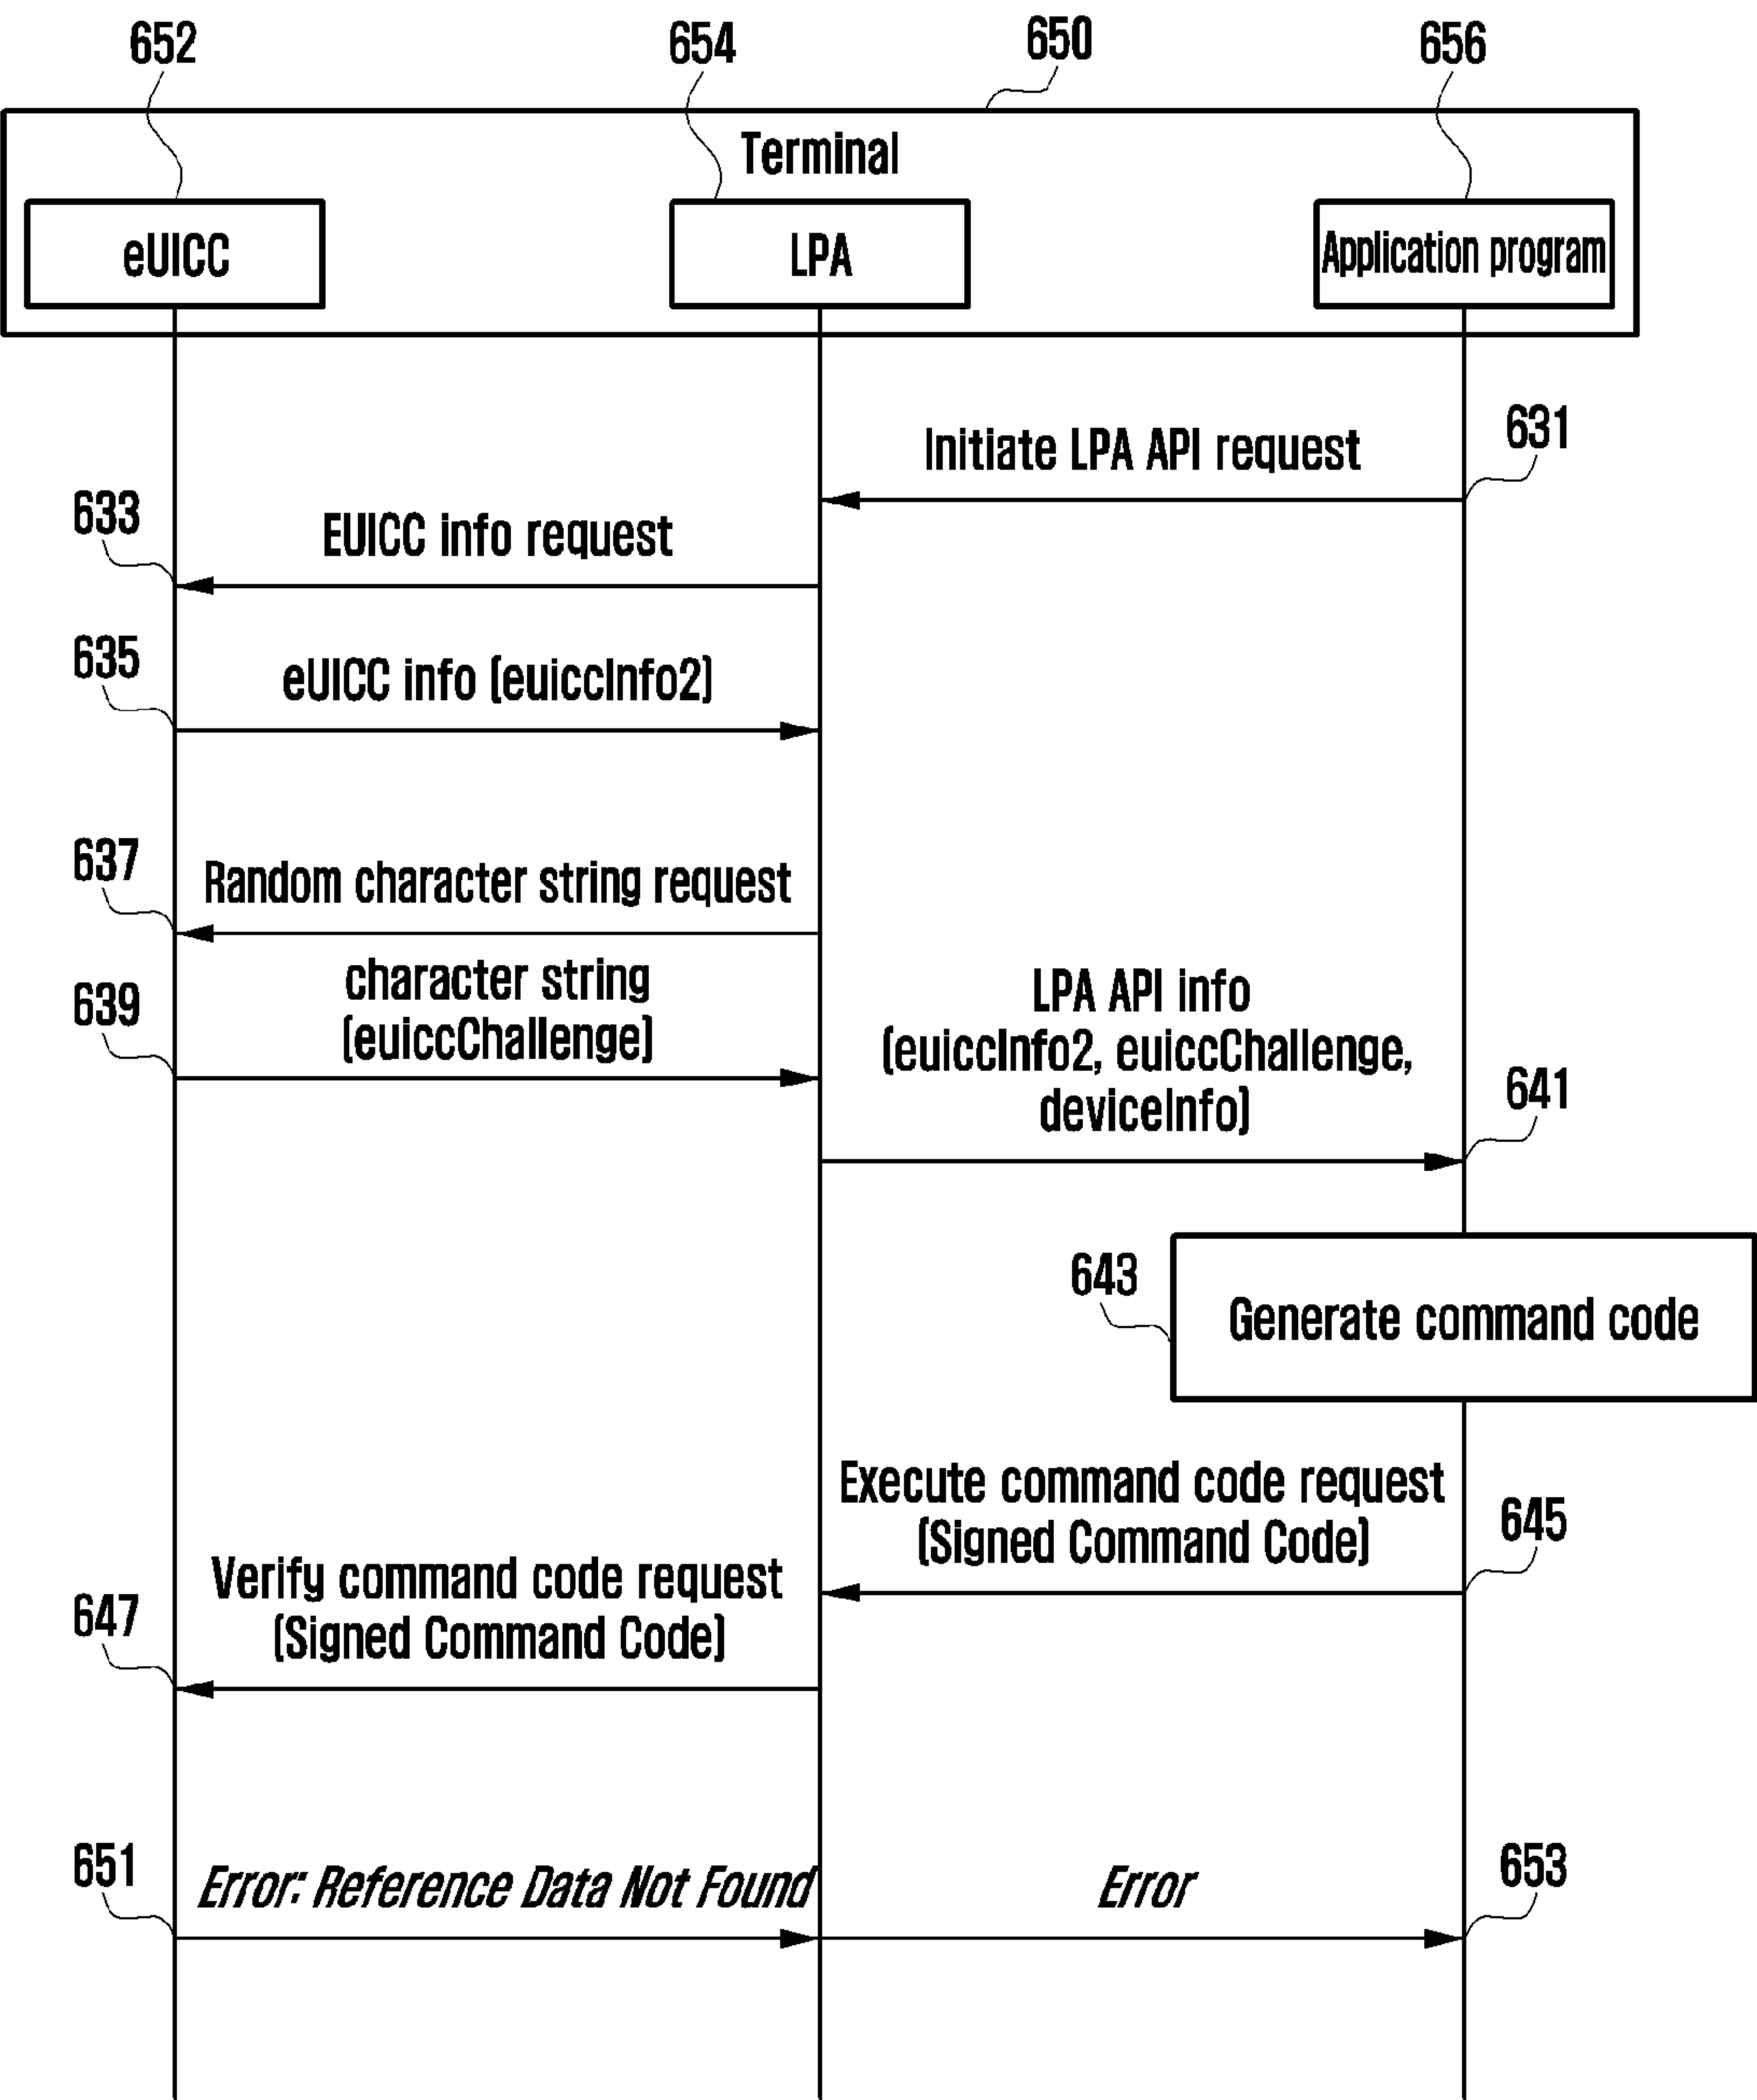 652
654
650
656
Terminal
eUICC
LPA
Application program
Initiate LPA API request
631
633
EUICC info request
635
eUICC info (euiccInfo2)
637
Random character string request
639
character string
(euiccChallenge)
LPA API info
(euiccInfo2, euiccChallenge,
deviceInfo)
641
643
Generate command code
Execute command code request
(Signed Command Code)
645
647
Verify command code request
(Signed Command Code)
651
Error: Reference Data Not Found
Error
653